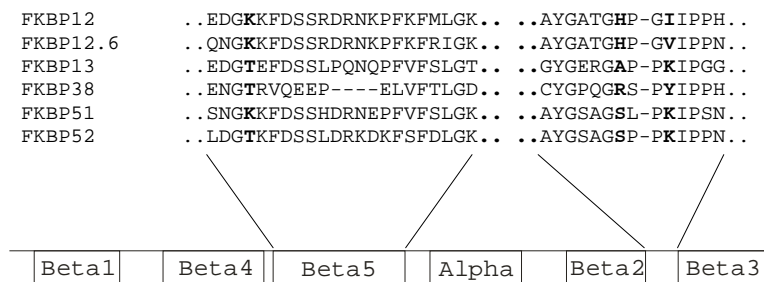 FKBP12 ..EDGKKFDSSRDRNKPFKFMLGK.. ..AYGATGHP-GIIPPH..
FKBP12.6 ..QNGKKFDSSRDRNKPFKFRIGK.. ..AYGATGHP-GVIPPN..
FKBP13 ..EDGTEFDSSLPQNQPFVFSLGT.. ..GYGERGAP-PKIPGG..
FKBP38 ..ENGTRVQEEP----ELVFTLGD.. ..CYGPQGRS-PYIPPH..
FKBP51 ..SNGKKFDSSHDRNEPFVFSLGK.. ..AYGSAGSL-PKIPSN..
FKBP52 ..LDGTKFDSSLDRKDKFSFDLGK.. ..AYGSAGSP-PKIPPN..
Beta1 Beta4 Beta5 Alpha Beta2 Beta3